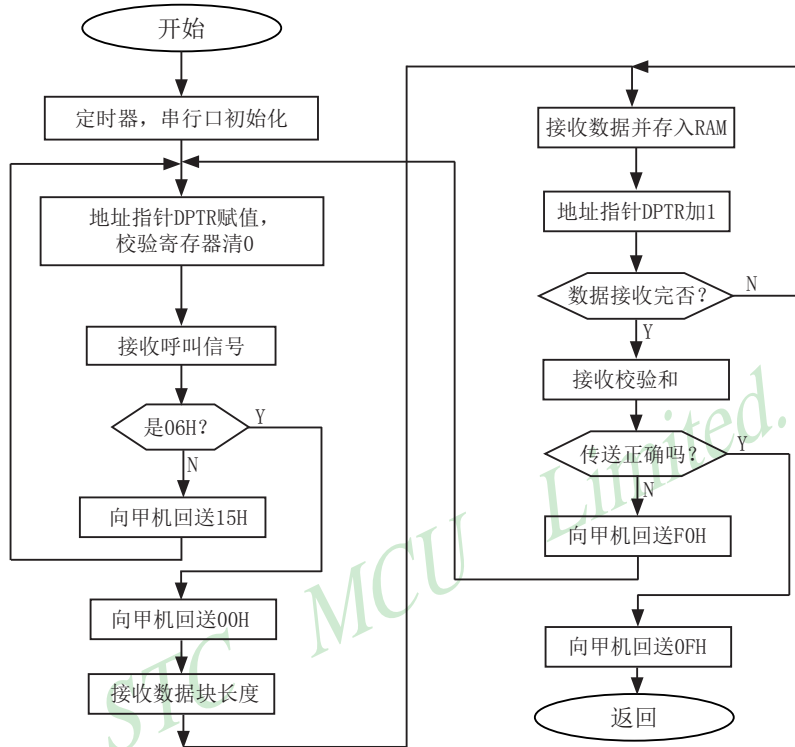 开始
定时器，串行口初始化
地址指针DPTR赋值，
校验寄存器清0
接收呼叫信号
是06H？
Y
N
向甲机回送15H
向甲机回送00H
接收数据块长度
接收数据并存入RAM
地址指针DPTR加1
数据接收完否？
N
Y
接收校验和
传送正确吗？
Y
N
向甲机回送F0H
向甲机回送0FH
返回
STC MCU Limited.